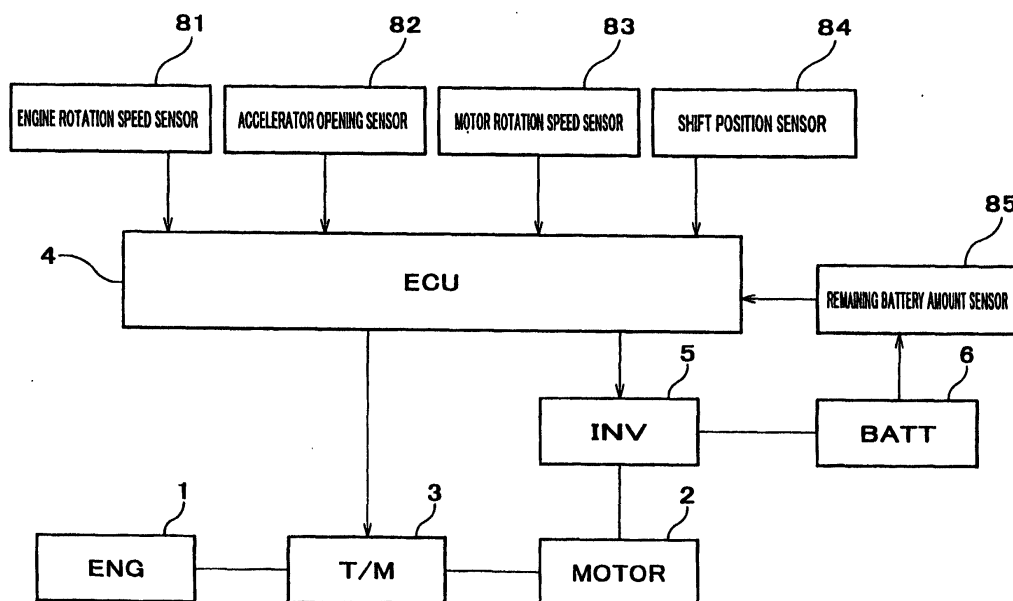 81
82
83
84
ENGINE ROTATION SPEED SENSOR
ACCELERATOR OPENING SENSOR
MOTOR ROTATION SPEED SENSOR
SHIFT POSITION SENSOR
85
4
ECU
REMAINING BATTERY AMOUNT SENSOR
5
6
INV
BATT
1
3
2
ENG
T/M
MOTOR